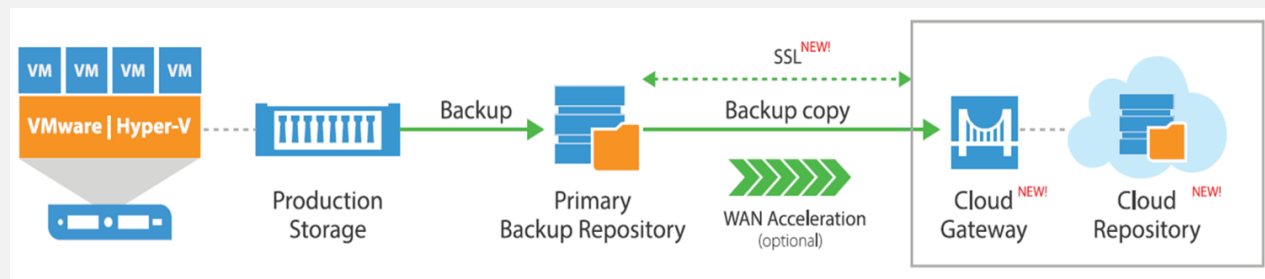 VM VM VM VM
VMware | Hyper-V
Production
Storage
Backup
Primary
Backup Repository
SSL NEW!
Backup copy
WAN Acceleration
(optional)
Cloud NEW!
Gateway
Cloud NEW!
Repository